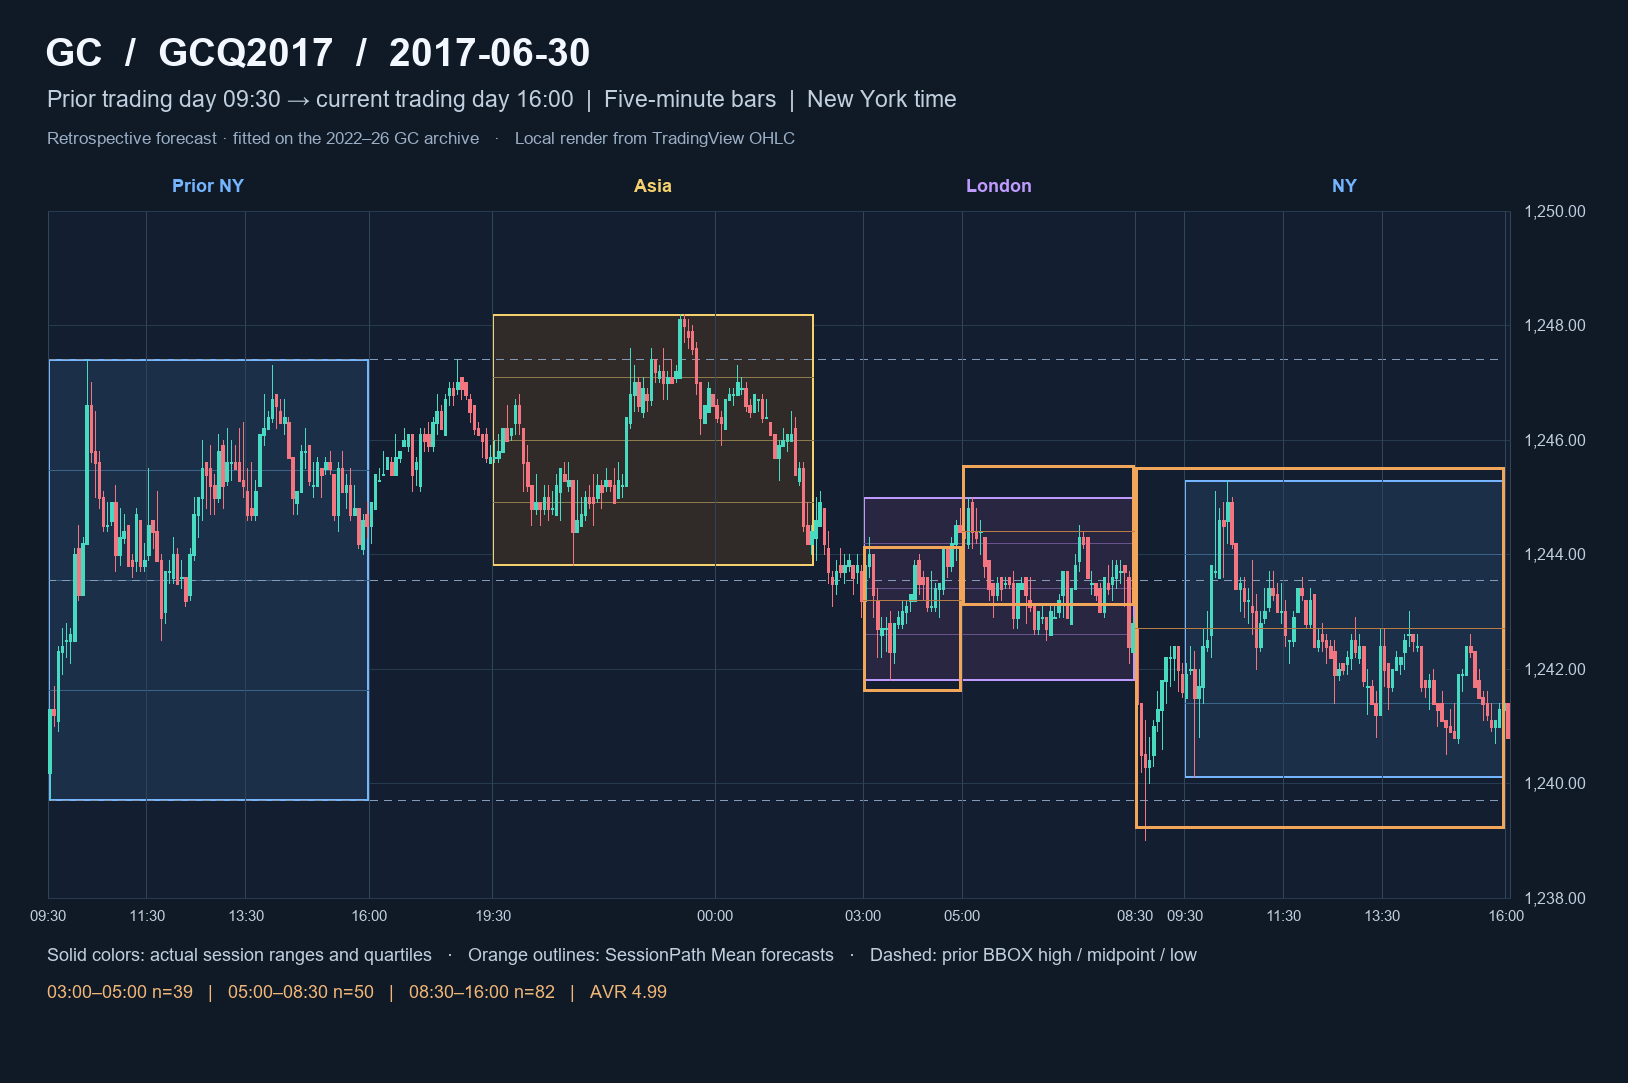 GC / GCQ2017 / 2017-06-30
Prior trading day 09:30 → current trading day 16:00 | Five-minute bars | New York time
Retrospective forecast · fitted on the 2022–26 GC archive · Local render from TradingView OHLC
Prior NY Asia London NY
1,250.00
1,248.00
1,246.00
1,244.00
1,242.00
1,240.00
1,238.00
09:30 11:30 13:30 16:00 19:30 00:00 03:00 05:00 08:30 09:30 11:30 13:30 16:00
Solid colors: actual session ranges and quartiles · Orange outlines: SessionPath Mean forecasts · Dashed: prior BBOX high / midpoint / low
03:00–05:00 n=39 | 05:00–08:30 n=50 | 08:30–16:00 n=82 | AVR 4.99